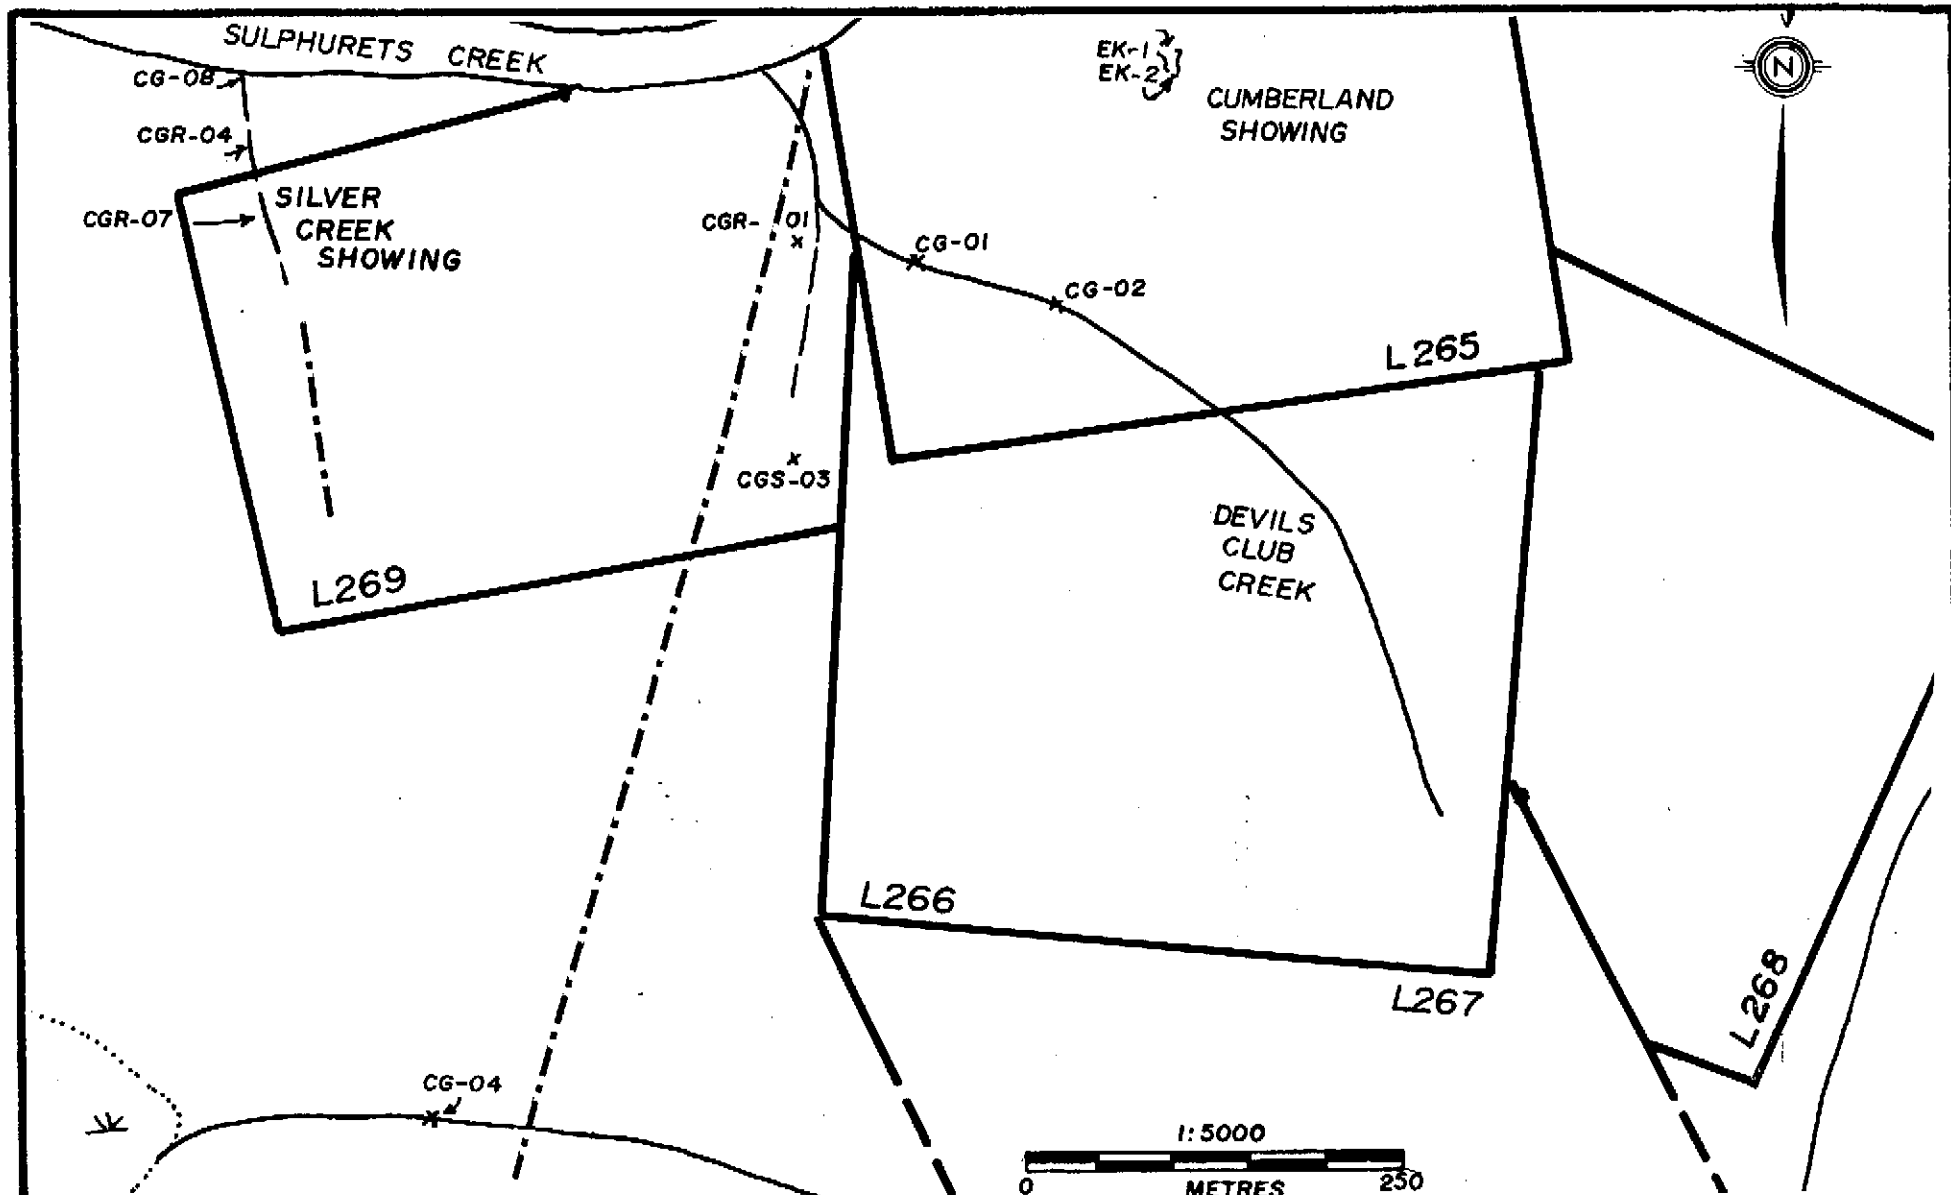 SULPHURETS CREEK
EK-1
EK-2
N
CG-08
CUMBERLAND
SHOWING
CGR-04
SILVER
CREEK
SHOWING
CGR-07
CGR-01
CG-01
CG-02
L265
CGS-03
DEVILS
CLUB
CREEK
L269
L266
L267
L268
CG-04
1:5000
0 METRES 250